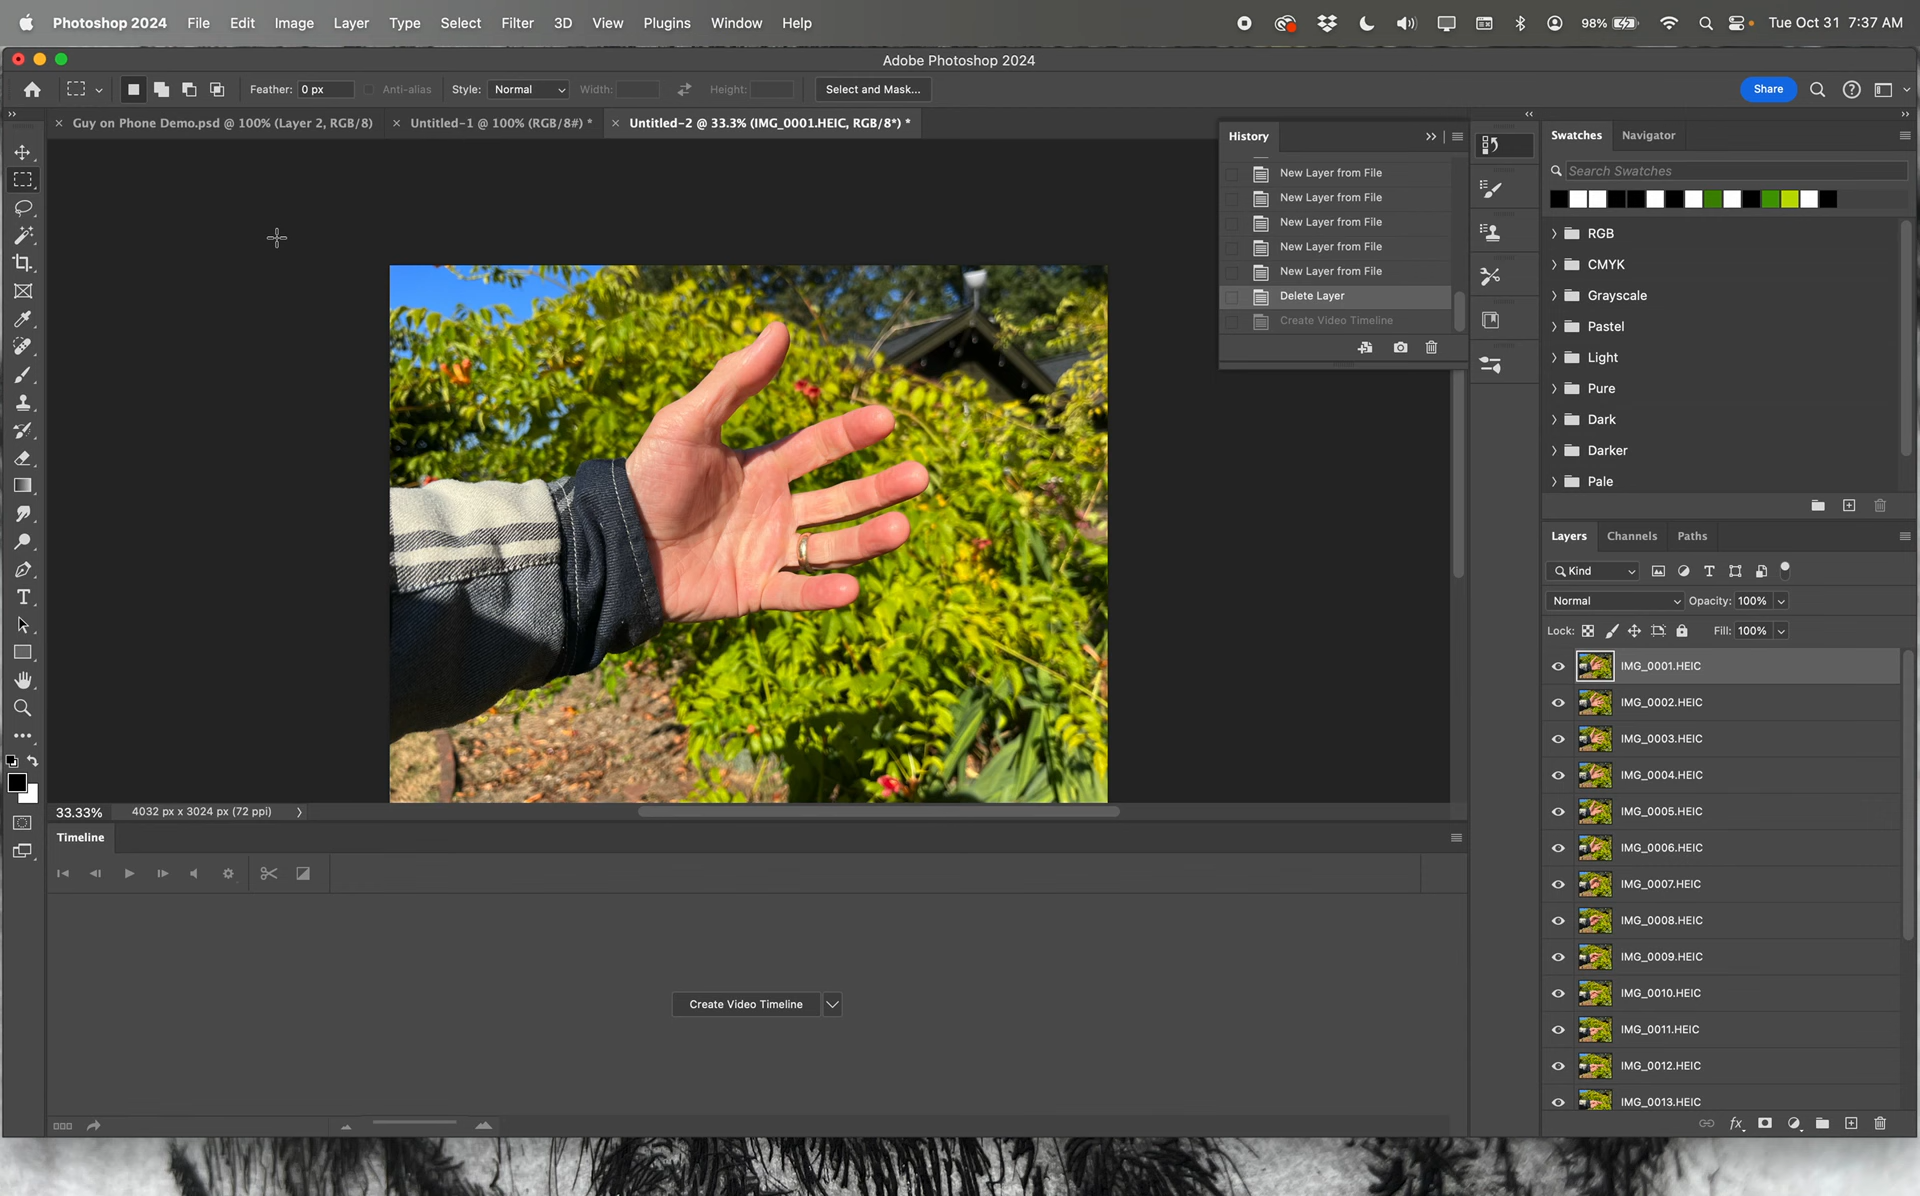 Photoshop 2024 File Edit Image Layer Type Select Filter 3D View Plugins Window Help 98% Tue Oct 31 7:37 AM
Adobe Photoshop 2024
Feather: 0 px Anti-alias Style: Normal Width: Height: Select and Mask... Share
Guy on Phone Demo.psd @ 100% (Layer 2, RGB/8) Untitled-1 @ 100% (RGB/8#) * Untitled-2 @ 33.3% (IMG_0001.HEIC, RGB/8*) *
History
New Layer from File
New Layer from File
New Layer from File
New Layer from File
New Layer from File
Delete Layer
Create Video Timeline
Swatches Navigator
Search Swatches
RGB
CMYK
Grayscale
Pastel
Light
Pure
Dark
Darker
Pale
Layers Channels Paths
Kind
Normal Opacity: 100%
Lock: Fill: 100%
IMG_0001.HEIC
IMG_0002.HEIC
IMG_0003.HEIC
IMG_0004.HEIC
IMG_0005.HEIC
IMG_0006.HEIC
IMG_0007.HEIC
IMG_0008.HEIC
IMG_0009.HEIC
IMG_0010.HEIC
IMG_0011.HEIC
IMG_0012.HEIC
IMG_0013.HEIC
33.33% 4032 px x 3024 px (72 ppi)
Timeline
Create Video Timeline